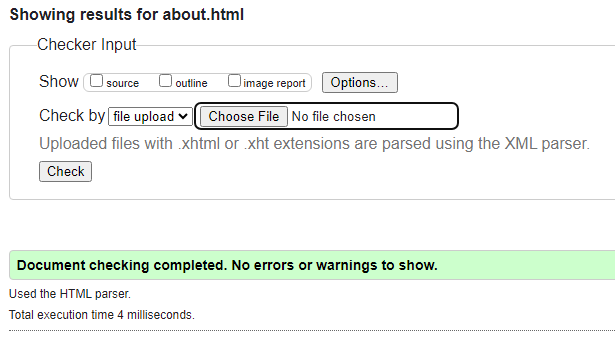 Showing results for about.html
Checker Input
Show source outline image report Options...
Check by file upload Choose File No file chosen
Uploaded files with .xhtml or .xht extensions are parsed using the XML parser.
Check
Document checking completed. No errors or warnings to show.
Used the HTML parser.
Total execution time 4 milliseconds.